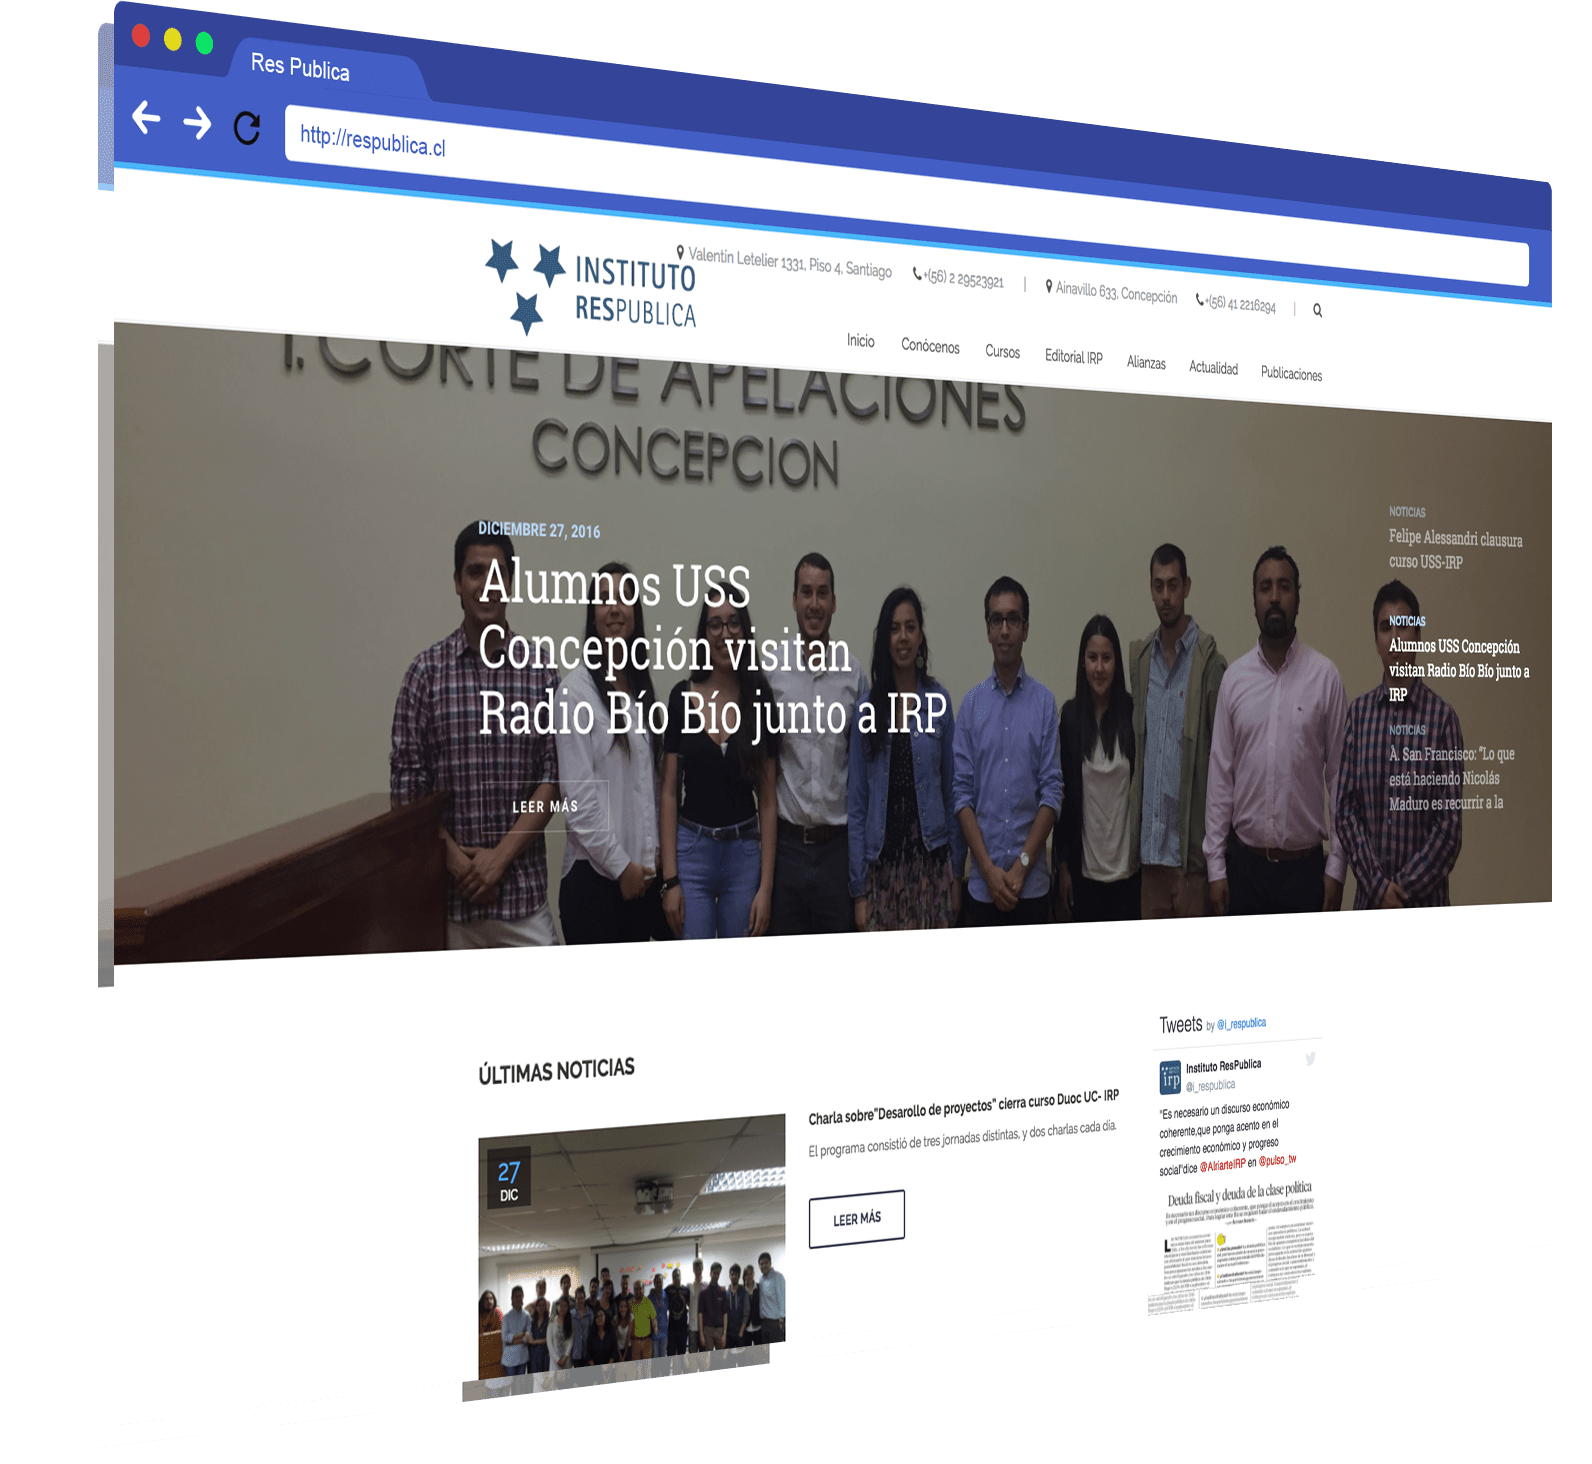 Res Publica
http://respublica.cl
INSTITUTO
RESPUBLICA
Valentín Letelier 1331, Piso 4, Santiago
+(56) 2 29523921
|
Ainavillo 633, Concepción
+(56) 41 2216294
|
Inicio
Conócenos
Cursos
Editorial IRP
Alianzas
Actualidad
Publicaciones
I. CORTE DE APELACIONES
CONCEPCION
DICIEMBRE 27, 2016
Alumnos USS
Concepción visitan
Radio Bío Bío junto a IRP
LEER MÁS
NOTICIAS
Felipe Alessandri clausura
curso USS-IRP
NOTICIAS
Alumnos USS Concepción
visitan Radio Bío Bío junto a
IRP
NOTICIAS
À. San Francisco: "Lo que
está haciendo Nicolás
Maduro es recurrir a la
ÚLTIMAS NOTICIAS
27
DIC
Charla sobre"Desarollo de proyectos" cierra curso Duoc UC- IRP
El programa consistió de tres jornadas distintas, y dos charlas cada día.
LEER MÁS
Tweets by @i_respublica
irp
Instituto ResPublica
@i_respublica
"Es necesario un discurso económico
coherente,que ponga acento en el
crecimiento económico y progreso
social"dice @AIriarteIRP en @pulso_tw
Deuda fiscal y deuda de la clase política